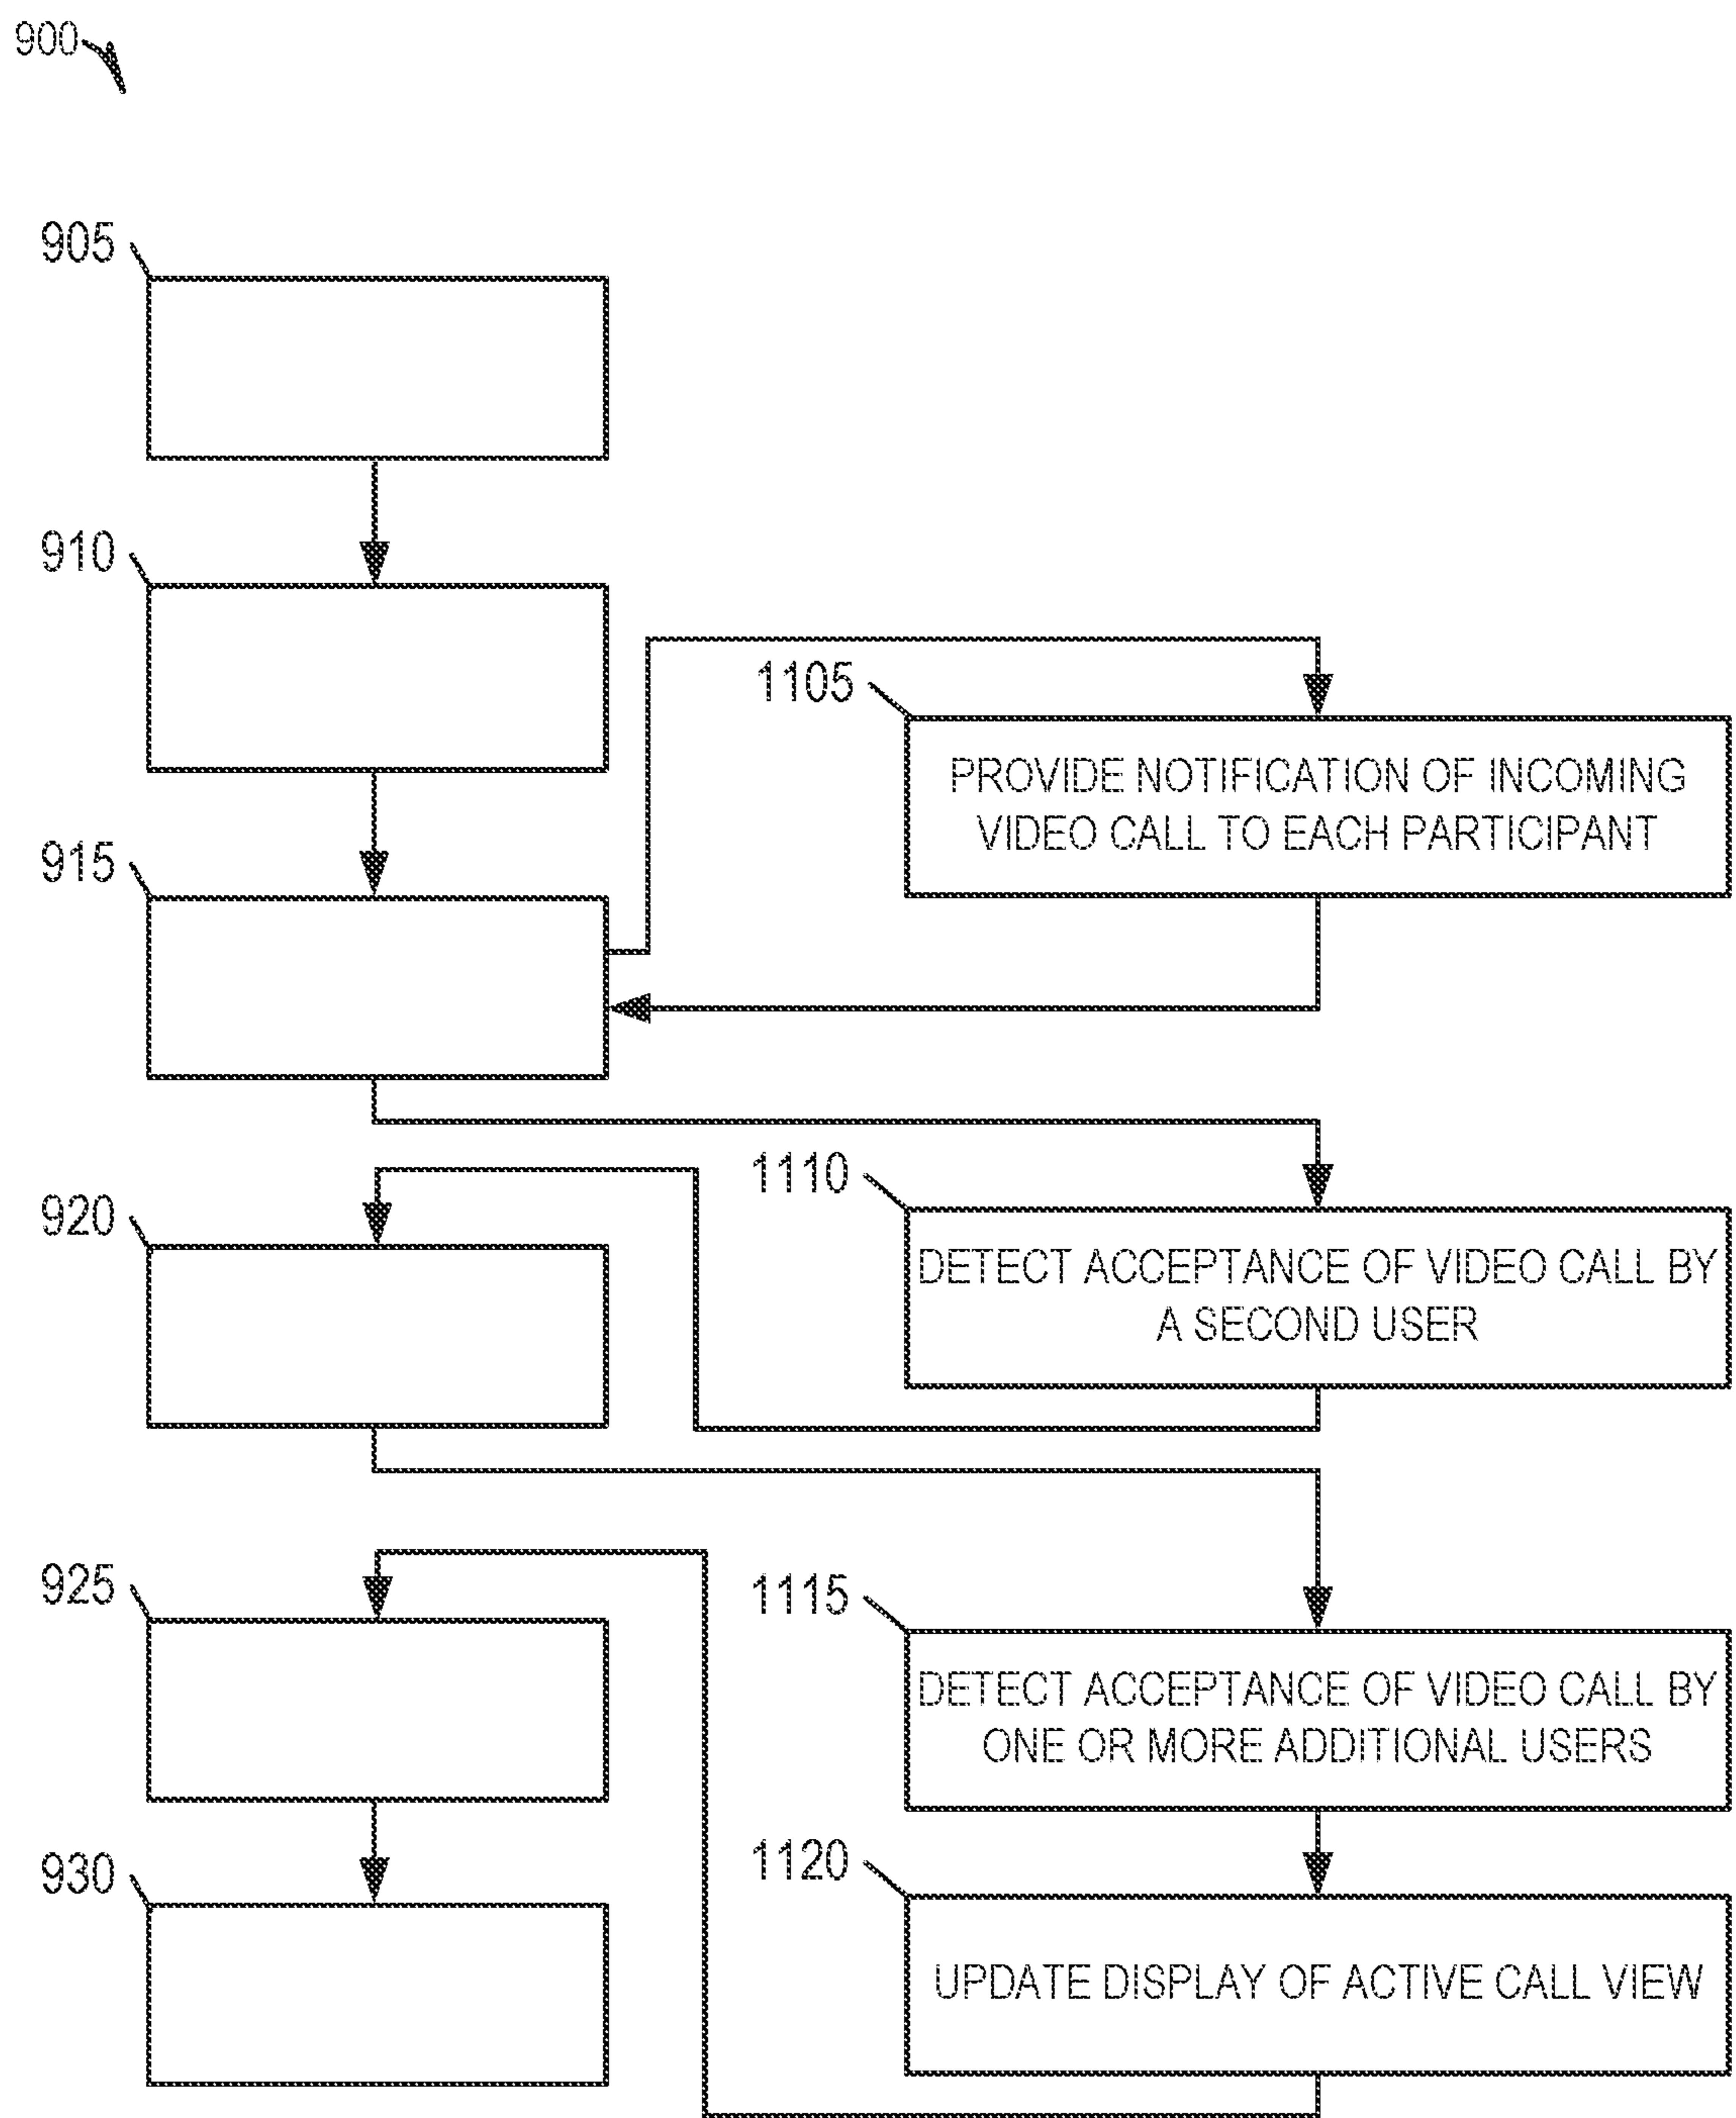 900
905
910
1105
PROVIDE NOTIFICATION OF INCOMING
VIDEO CALL TO EACH PARTICIPANT
915
1110
920
DETECT ACCEPTANCE OF VIDEO CALL BY
A SECOND USER
925
1115
DETECT ACCEPTANCE OF VIDEO CALL BY
ONE OR MORE ADDITIONAL USERS
1120
930
UPDATE DISPLAY OF ACTIVE CALL VIEW